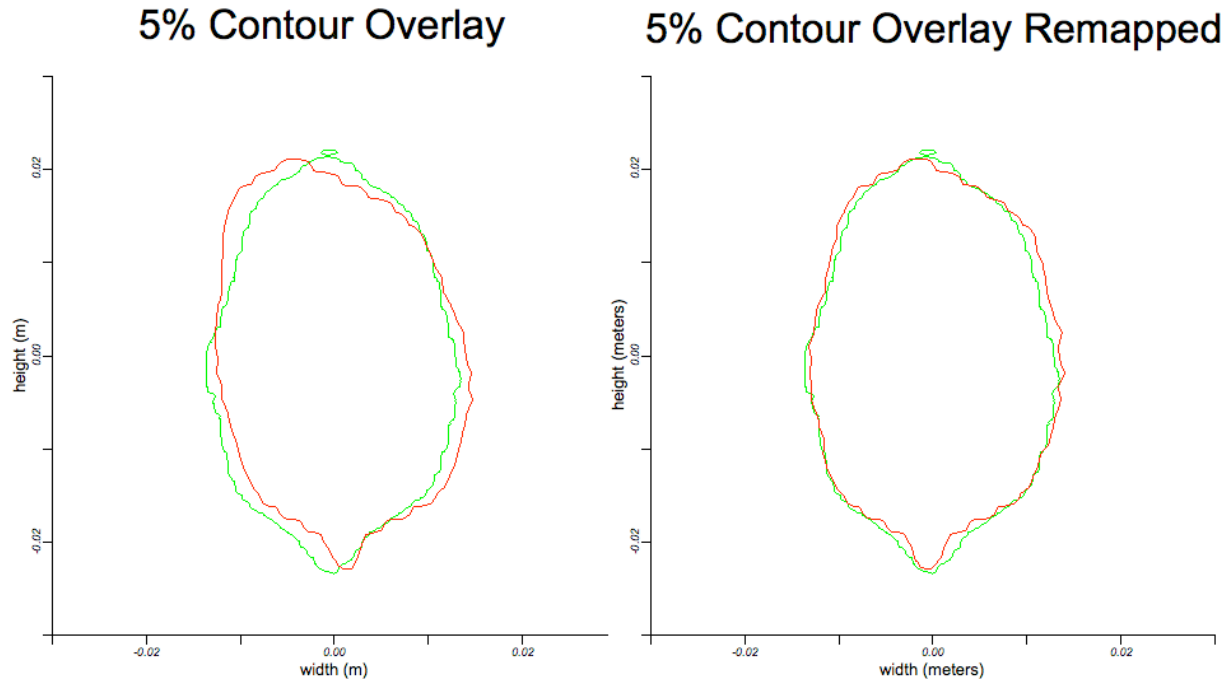 5% Contour Overlay
0.02
0.00
-0.02
height (m)
-0.02
0.00
0.02
width (m)
5% Contour Overlay Remapped
0.02
0.00
-0.02
height (meters)
-0.02
0.00
0.02
width (meters)